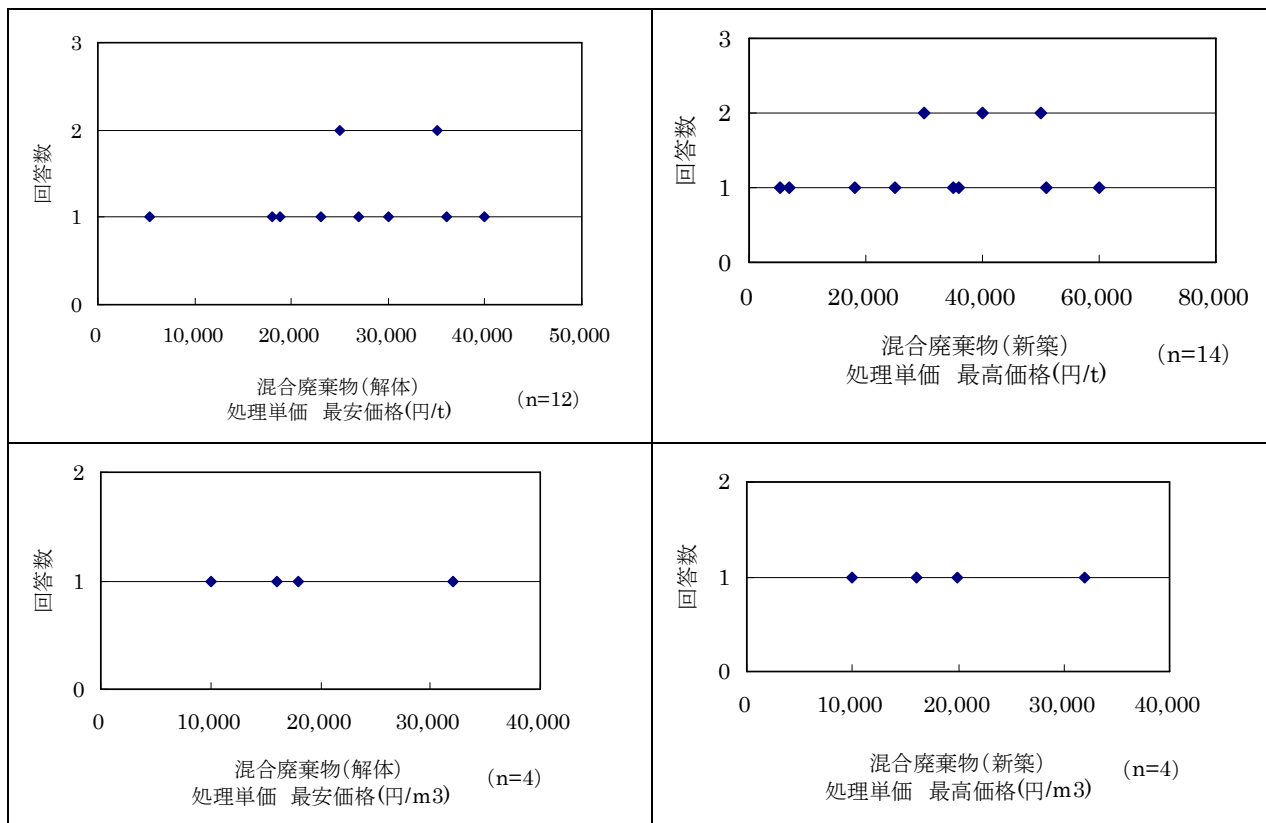 3
2
1
0
回答数
0
10,000
20,000
30,000
40,000
50,000
混合廃棄物(解体)
処理単価 最安価格(円/t)
(n=12)
3
2
1
0
回答数
0
20,000
40,000
60,000
80,000
混合廃棄物(新築)
処理単価 最高価格(円/t)
(n=14)
2
1
0
回答数
0
10,000
20,000
30,000
40,000
混合廃棄物(解体)
処理単価 最安価格(円/m3)
(n=4)
2
1
0
回答数
0
10,000
20,000
30,000
40,000
混合廃棄物(新築)
処理単価 最高価格(円/m3)
(n=4)